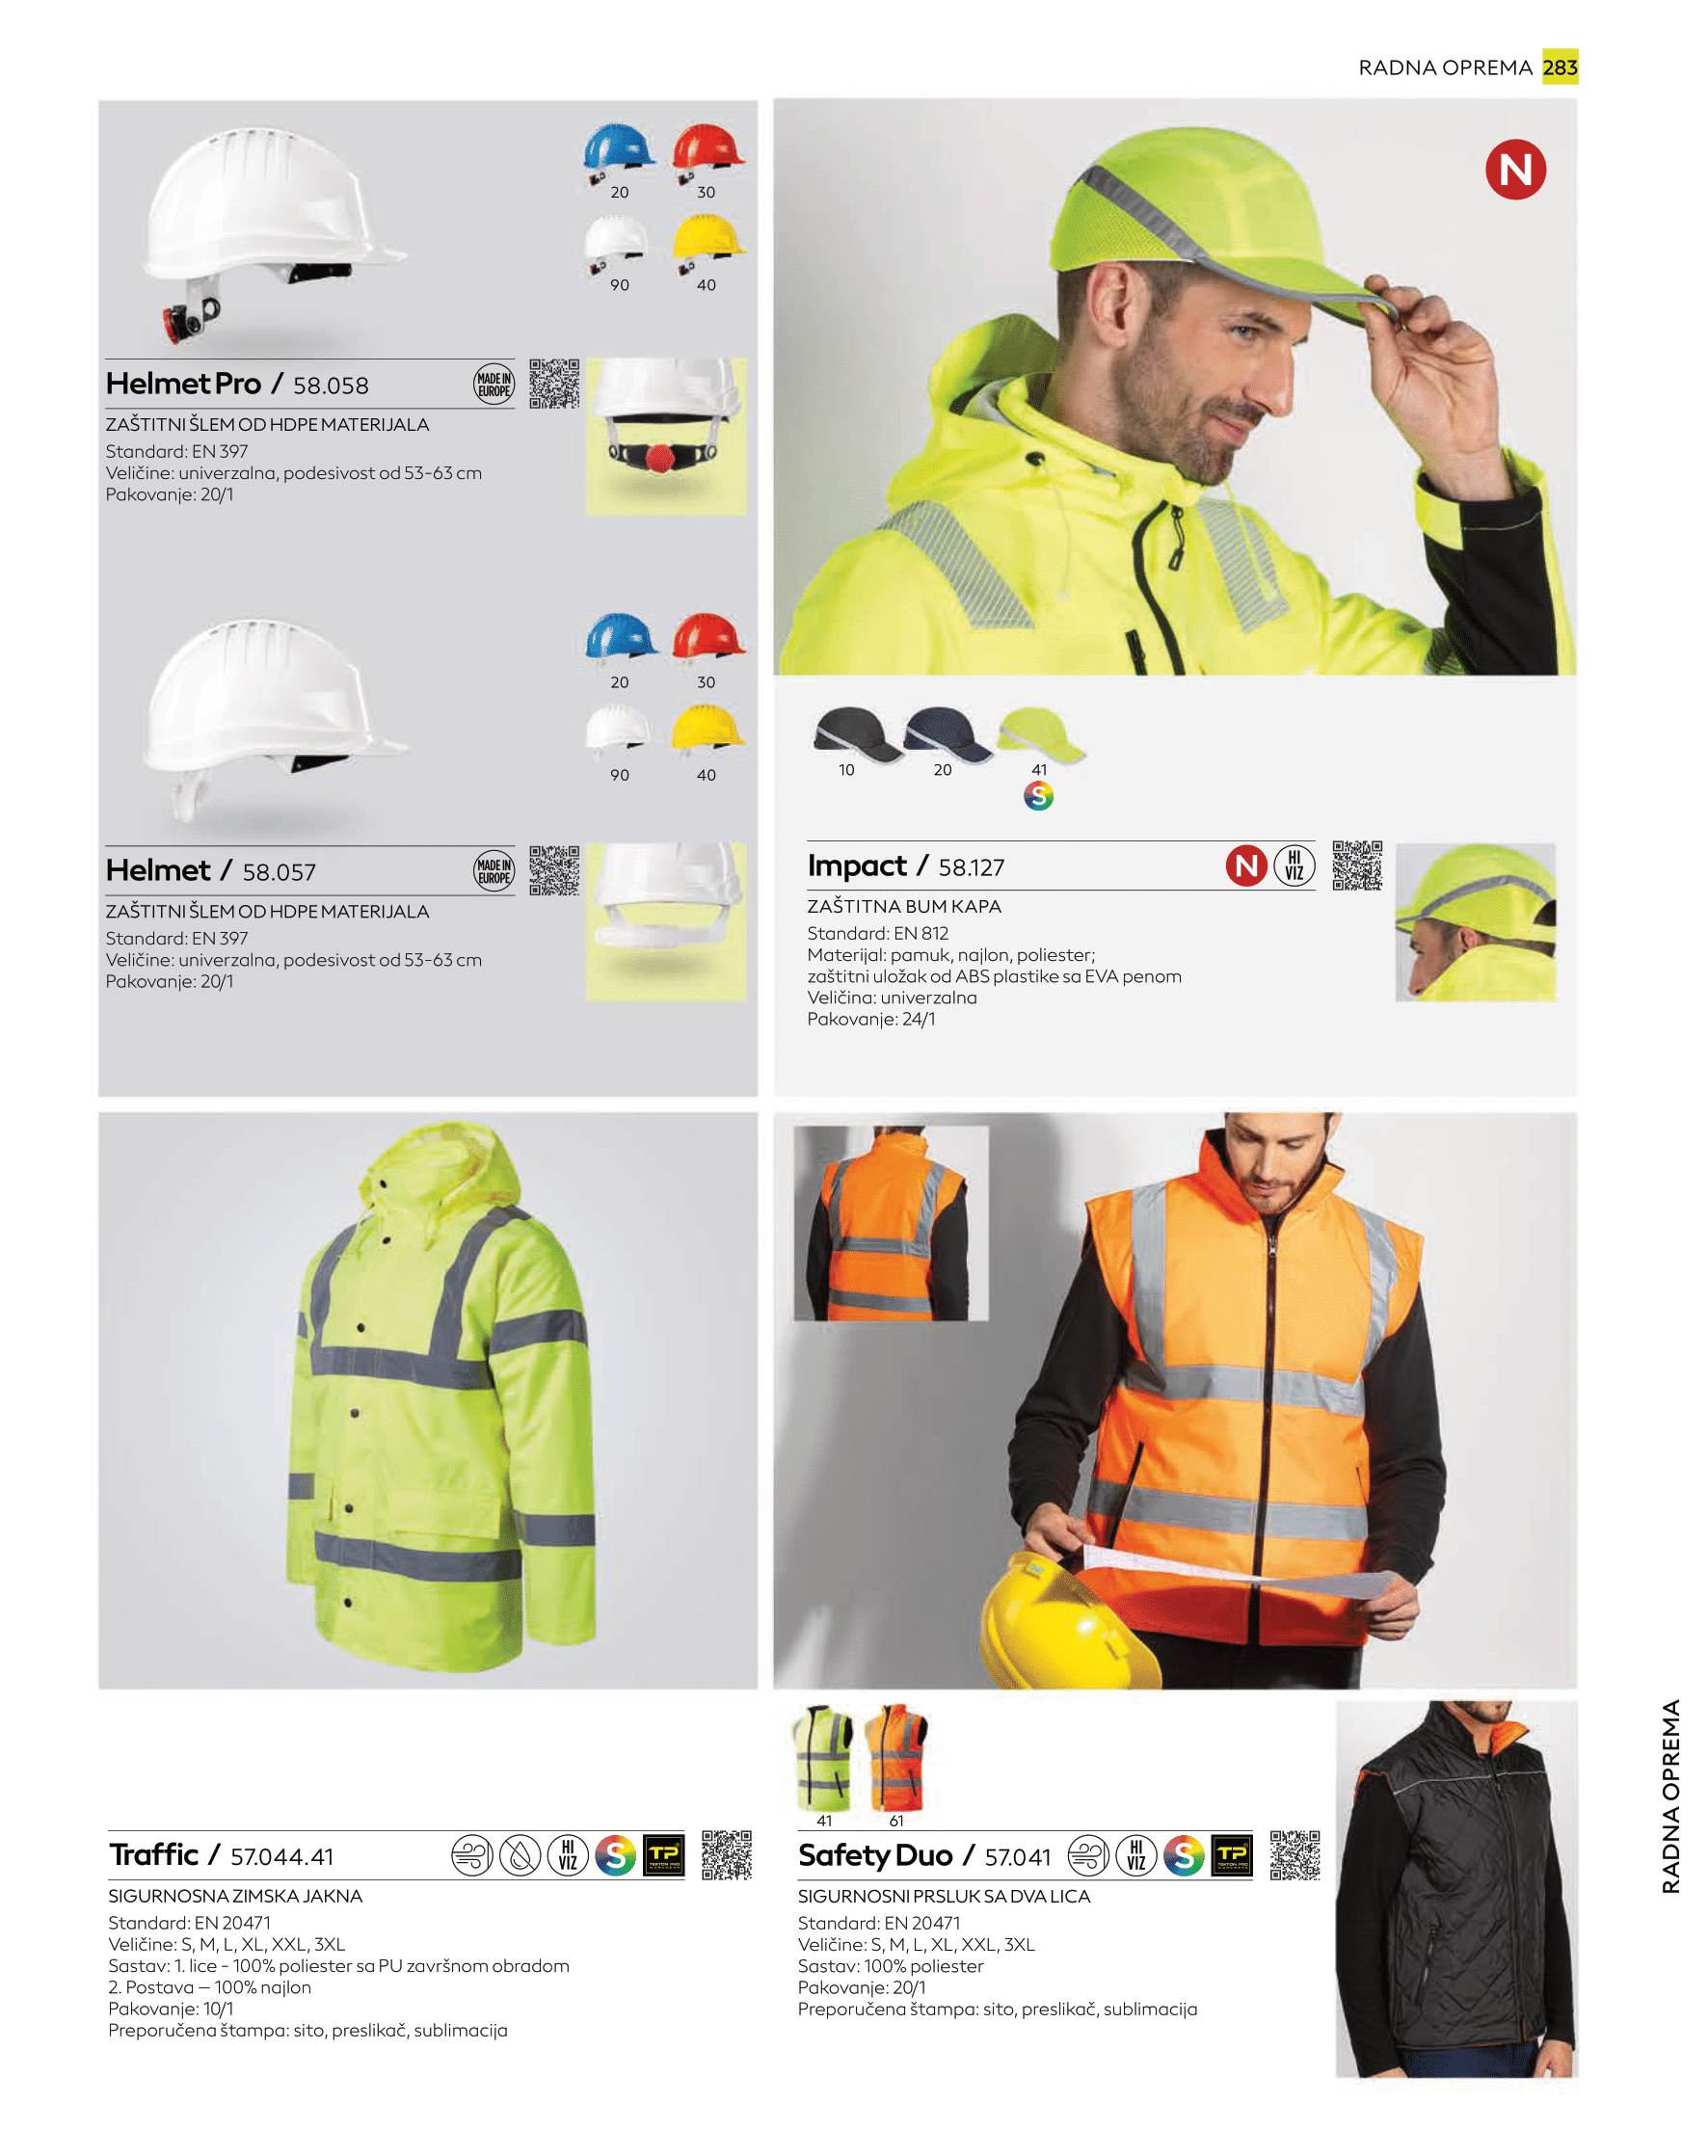 RADNA OPREMA 283
20 30
90 40
Helmet Pro / 58.058
MADE IN
EUROPE
ZAŠTITNI ŠLEM OD HDPE MATERIJALA
Standard: EN 397
Veličine: univerzalna, podesivost od 53-63 cm
Pakovanje: 20/1
20 30
90 40
Helmet / 58.057
MADE IN
EUROPE
ZAŠTITNI ŠLEM OD HDPE MATERIJALA
Standard: EN 397
Veličine: univerzalna, podesivost od 53-63 cm
Pakovanje: 20/1
N
10 20 41
S
Impact / 58.127
N
HI
VIZ
ZAŠTITNA BUM KAPA
Standard: EN 812
Materijal: pamuk, najlon, poliester;
zaštitni uložak od ABS plastike sa EVA penom
Veličina: univerzalna
Pakovanje: 24/1
Traffic / 57.044.41
HI
VIZ
S
TP
TEKTON PRO
WORKWEAR
SIGURNOSNA ZIMSKA JAKNA
Standard: EN 20471
Veličine: S, M, L, XL, XXL, 3XL
Sastav: 1. lice - 100% poliester sa PU završnom obradom
2. Postava – 100% najlon
Pakovanje: 10/1
Preporučena štampa: sito, preslikač, sublimacija
41 61
Safety Duo / 57.041
HI
VIZ
S
TP
TEKTON PRO
WORKWEAR
SIGURNOSNI PRSLUK SA DVA LICA
Standard: EN 20471
Veličine: S, M, L, XL, XXL, 3XL
Sastav: 100% poliester
Pakovanje: 20/1
Preporučena štampa: sito, preslikač, sublimacija
RADNA OPREMA